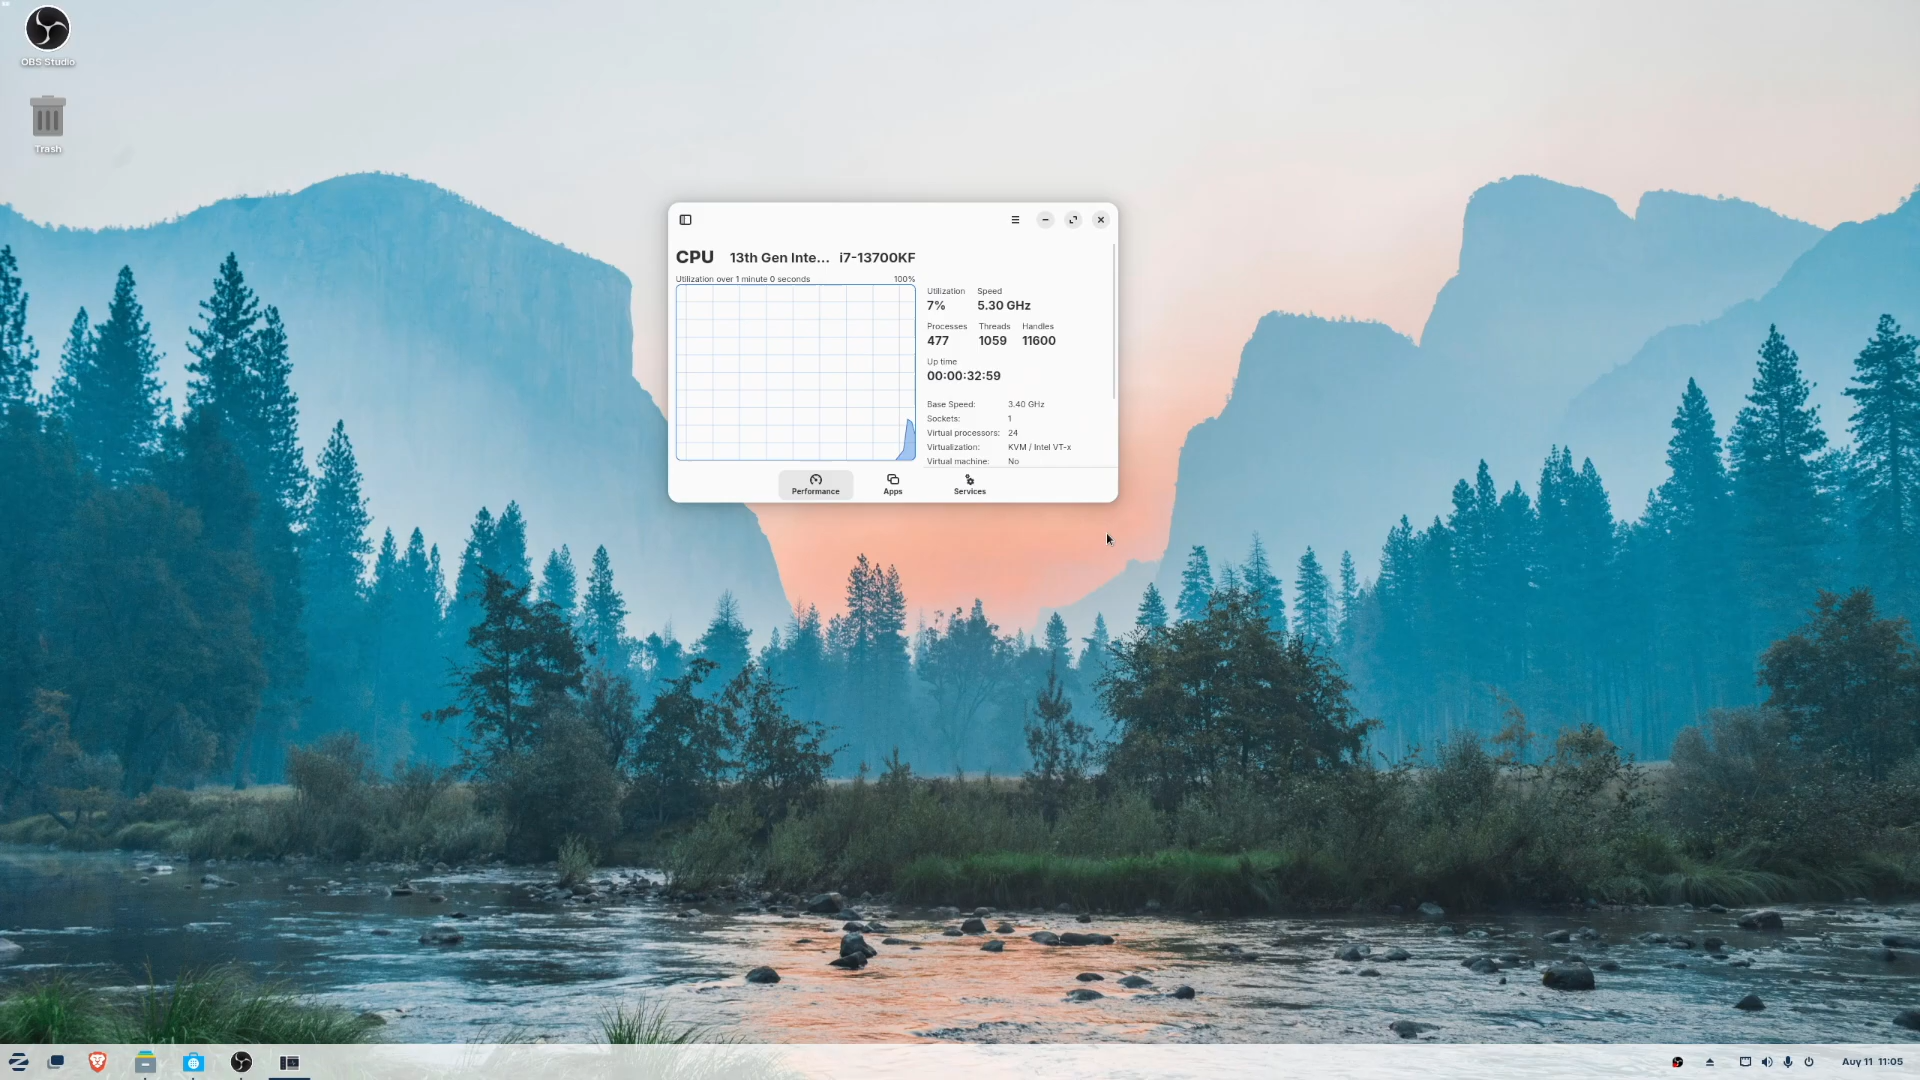 OBS Studio
Trash
CPU 13th Gen Inte... i7-13700KF
Utilization over 1 minute 0 seconds 100%
Utilization Speed
7% 5.30 GHz
Processes Threads Handles
477 1059 11600
Up time
00:00:32:59
Base Speed: 3.40 GHz
Sockets: 1
Virtual processors: 24
Virtualization: KVM / Intel VT-x
Virtual machine: No
Performance Apps Services
Auy 11 11:05